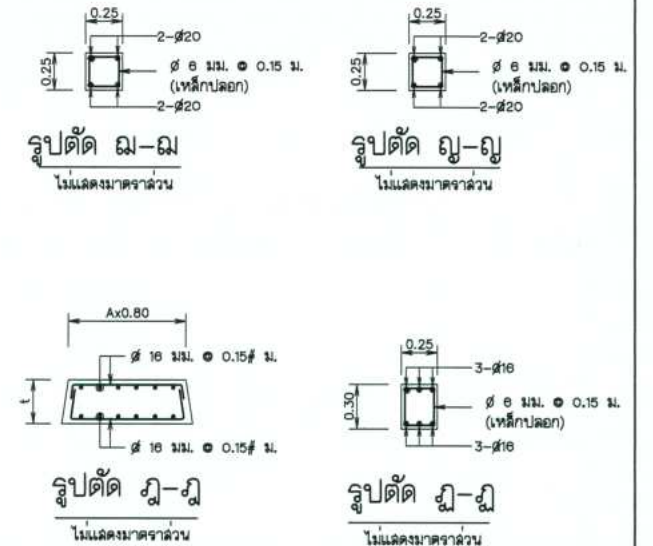 0.25
2-Ø20
0.25
Ø 6 มม. @ 0.15 ม.
(เหล็กปลอก)
2-Ø20
รูปตัด ฌ-ฌ
ไม่แสดงมาตราส่วน
0.25
2-Ø20
0.25
Ø 6 มม. @ 0.15 ม.
(เหล็กปลอก)
2-Ø20
รูปตัด ญ-ญ
ไม่แสดงมาตราส่วน
Ax0.80
Ø 16 มม. @ 0.15# ม.
t
Ø 16 มม. @ 0.15# ม.
รูปตัด ฎ-ฎ
ไม่แสดงมาตราส่วน
0.25
3-Ø16
0.30
Ø 6 มม. @ 0.15 ม.
(เหล็กปลอก)
3-Ø16
รูปตัด ฏ-ฏ
ไม่แสดงมาตราส่วน